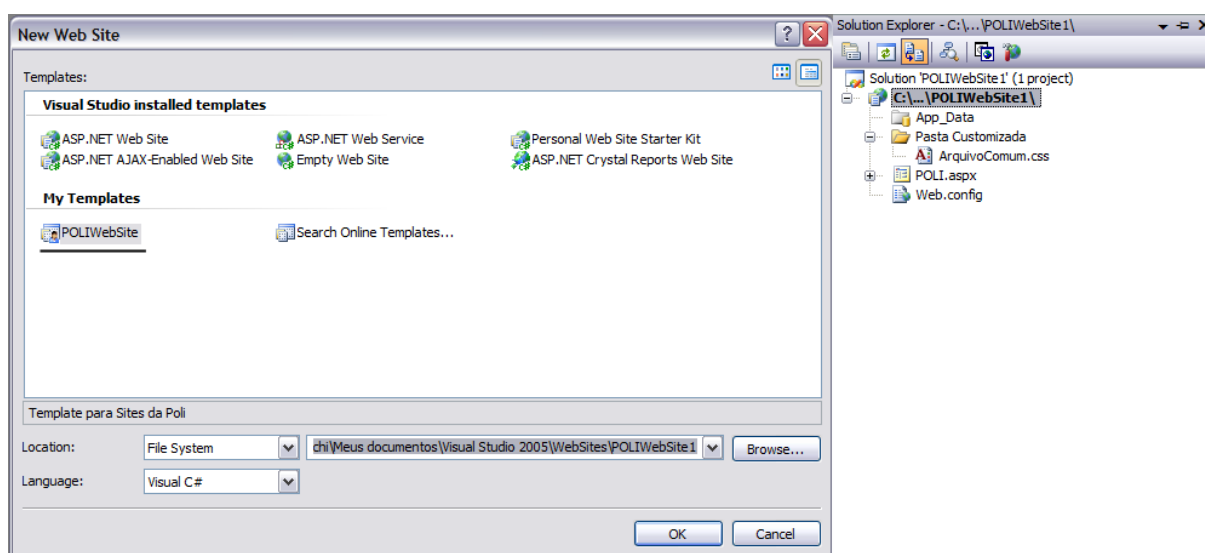 New Web Site
Templates:
Visual Studio installed templates
ASP.NET Web Site ASP.NET Web Service Personal Web Site Starter Kit
ASP.NET AJAX-Enabled Web Site Empty Web Site ASP.NET Crystal Reports Web Site
My Templates
POLIWebSite Search Online Templates...
Template para Sites da Poli
Location: File System chi\Meus documentos\Visual Studio 2005\WebSites\POLIWebSite1 Browse...
Language: Visual C#
OK Cancel
Solution Explorer - C:\...\POLIWebSite1\
Solution 'POLIWebSite1' (1 project)
C:\...\POLIWebSite1\
App_Data
Pasta Customizada
ArquivoComum.css
POLI.aspx
Web.config